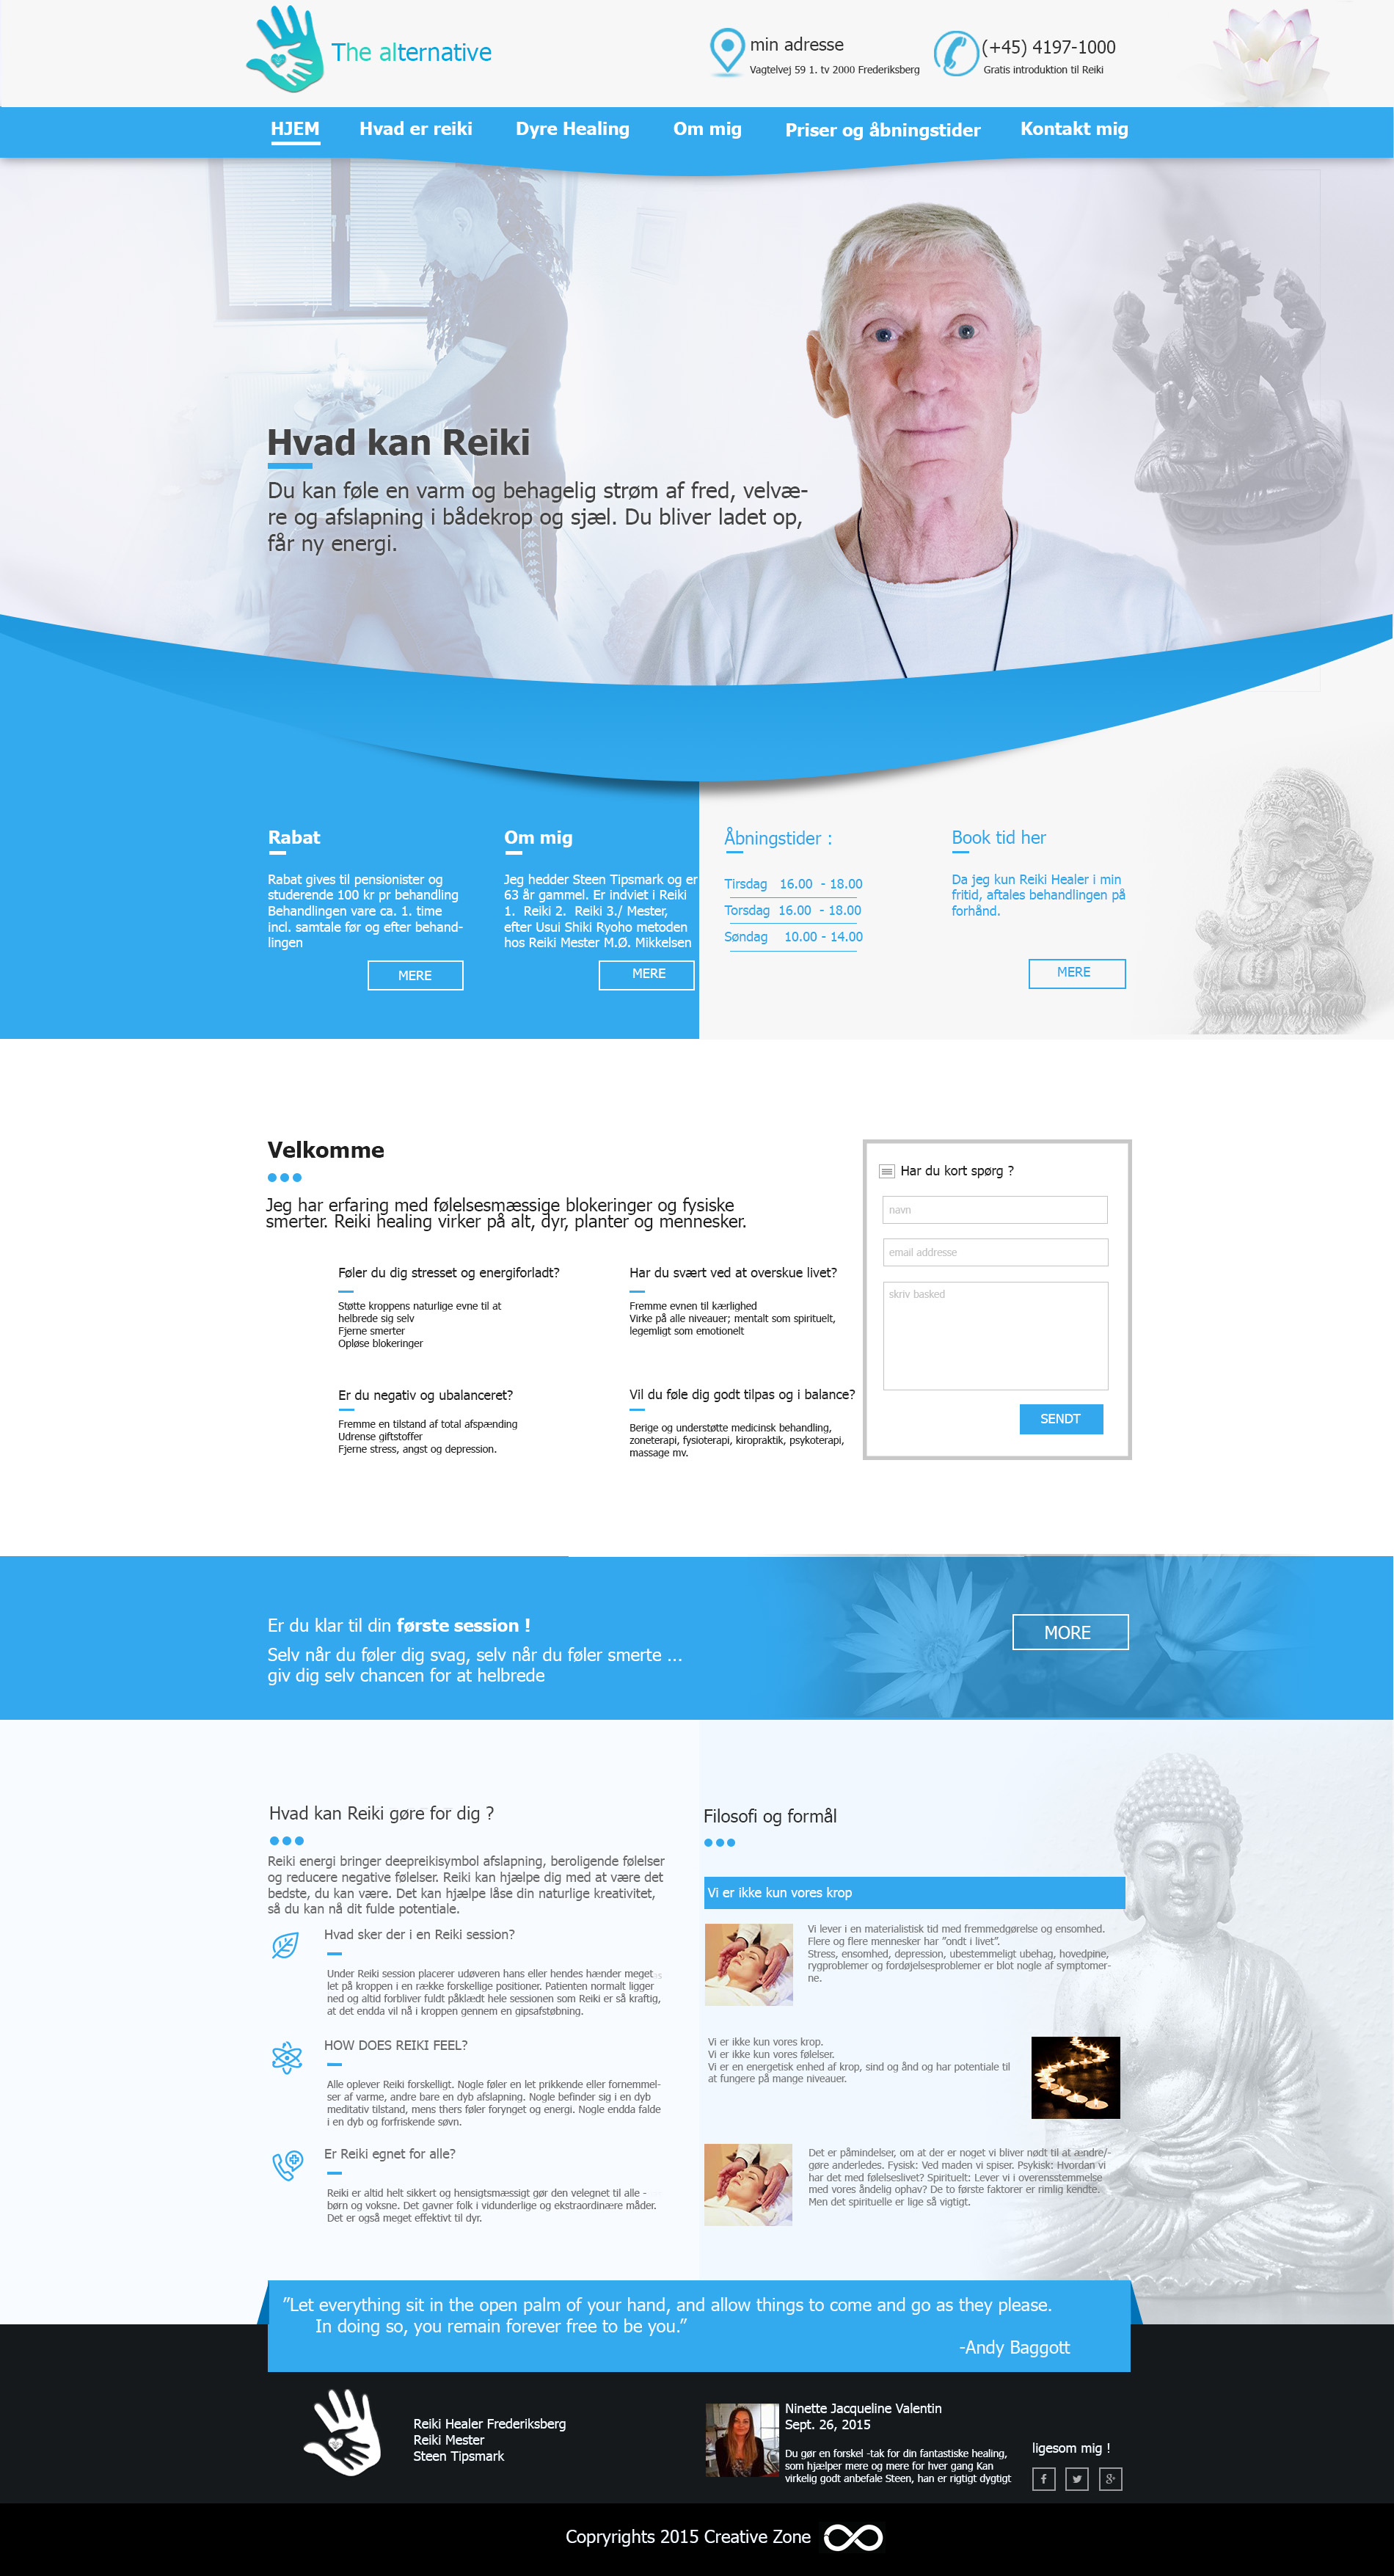 The alternative
min adresse
Vagtelvej 59 1. tv 2000 Frederiksberg
(+45) 4197-1000
Gratis introduktion til Reiki
HJEM
Hvad er reiki
Dyre Healing
Om mig
Priser og åbningstider
Kontakt mig
Hvad kan Reiki
Du kan føle en varm og behagelig strøm af fred, velvæ-
re og afslapning i bådekrop og sjæl. Du bliver ladet op,
får ny energi.
Rabat
Rabat gives til pensionister og
studerende 100 kr pr behandling
Behandlingen vare ca. 1. time
incl. samtale før og efter behand-
lingen
MERE
Om mig
Jeg hedder Steen Tipsmark og er
63 år gammel. Er indviet i Reiki
1.  Reiki 2.  Reiki 3./ Mester,
efter Usui Shiki Ryoho metoden
hos Reiki Mester M.Ø. Mikkelsen
MERE
Åbningstider :
Tirsdag   16.00  - 18.00
Torsdag  16.00  - 18.00
Søndag    10.00 - 14.00
Book tid her
Da jeg kun Reiki Healer i min
fritid, aftales behandlingen på
forhånd.
MERE
Velkomme
Jeg har erfaring med følelsesmæssige blokeringer og fysiske
smerter. Reiki healing virker på alt, dyr, planter og mennesker.
Føler du dig stresset og energiforladt?
Støtte kroppens naturlige evne til at
helbrede sig selv
Fjerne smerter
Opløse blokeringer
Har du svært ved at overskue livet?
Fremme evnen til kærlighed
Virke på alle niveauer; mentalt som spirituelt,
legemligt som emotionelt
Er du negativ og ubalanceret?
Fremme en tilstand af total afspænding
Udrense giftstoffer
Fjerne stress, angst og depression.
Vil du føle dig godt tilpas og i balance?
Berige og understøtte medicinsk behandling,
zoneterapi, fysioterapi, kiropraktik, psykoterapi,
massage mv.
Har du kort spørg ?
navn
email addresse
skriv basked
SENDT
Er du klar til din første session !
Selv når du føler dig svag, selv når du føler smerte ...
giv dig selv chancen for at helbrede
MORE
Hvad kan Reiki gøre for dig ?
Reiki energi bringer deepreikisymbol afslapning, beroligende følelser
og reducere negative følelser. Reiki kan hjælpe dig med at være det
bedste, du kan være. Det kan hjælpe låse din naturlige kreativitet,
så du kan nå dit fulde potentiale.
Hvad sker der i en Reiki session?
Under Reiki session placerer udøveren hans eller hendes hænder meget
let på kroppen i en række forskellige positioner. Patienten normalt ligger
ned og altid forbliver fuldt påklædt hele sessionen som Reiki er så kraftig,
at det endda vil nå i kroppen gennem en gipsafstøbning.
HOW DOES REIKI FEEL?
Alle oplever Reiki forskelligt. Nogle føler en let prikkende eller fornemmel-
ser af varme, andre bare en dyb afslapning. Nogle befinder sig i en dyb
meditativ tilstand, mens thers føler forynget og energi. Nogle endda falde
i en dyb og forfriskende søvn.
Er Reiki egnet for alle?
Reiki er altid helt sikkert og hensigtsmæssigt gør den velegnet til alle -
børn og voksne. Det gavner folk i vidunderlige og ekstraordinære måder.
Det er også meget effektivt til dyr.
Filosofi og formål
Vi er ikke kun vores krop
Vi lever i en materialistisk tid med fremmedgørelse og ensomhed.
Flere og flere mennesker har ”ondt i livet”.
Stress, ensomhed, depression, ubestemmeligt ubehag, hovedpine,
rygproblemer og fordøjelsesproblemer er blot nogle af symptomer-
ne.
Vi er ikke kun vores krop.
Vi er ikke kun vores følelser.
Vi er en energetisk enhed af krop, sind og ånd og har potentiale til
at fungere på mange niveauer.
Det er påmindelser, om at der er noget vi bliver nødt til at ændre/-
gøre anderledes. Fysisk: Ved maden vi spiser. Psykisk: Hvordan vi
har det med følelseslivet? Spirituelt: Lever vi i overensstemmelse
med vores åndelig ophav? De to første faktorer er rimlig kendte.
Men det spirituelle er lige så vigtigt.
”Let everything sit in the open palm of your hand, and allow things to come and go as they please.
In doing so, you remain forever free to be you.”
-Andy Baggott
Reiki Healer Frederiksberg
Reiki Mester
Steen Tipsmark
Ninette Jacqueline Valentin
Sept. 26, 2015
Du gør en forskel -tak for din fantastiske healing,
som hjælper mere og mere for hver gang Kan
virkelig godt anbefale Steen, han er rigtigt dygtigt
ligesom mig !
Copryrights 2015 Creative Zone